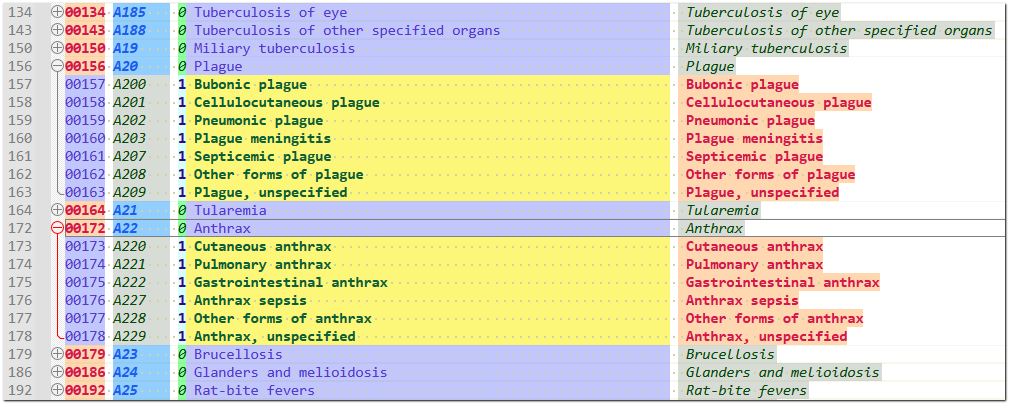 134 00134 A185 0 Tuberculosis of eye Tuberculosis of eye
143 00143 A188 0 Tuberculosis of other specified organs Tuberculosis of other specified organs
150 00150 A19 0 Miliary tuberculosis Miliary tuberculosis
156 00156 A20 0 Plague Plague
157 00157 A200 1 Bubonic plague Bubonic plague
158 00158 A201 1 Cellulocutaneous plague Cellulocutaneous plague
159 00159 A202 1 Pneumonic plague Pneumonic plague
160 00160 A203 1 Plague meningitis Plague meningitis
161 00161 A207 1 Septicemic plague Septicemic plague
162 00162 A208 1 Other forms of plague Other forms of plague
163 00163 A209 1 Plague, unspecified Plague, unspecified
164 00164 A21 0 Tularemia Tularemia
172 00172 A22 0 Anthrax Anthrax
173 00173 A220 1 Cutaneous anthrax Cutaneous anthrax
174 00174 A221 1 Pulmonary anthrax Pulmonary anthrax
175 00175 A222 1 Gastrointestinal anthrax Gastrointestinal anthrax
176 00176 A227 1 Anthrax sepsis Anthrax sepsis
177 00177 A228 1 Other forms of anthrax Other forms of anthrax
178 00178 A229 1 Anthrax, unspecified Anthrax, unspecified
179 00179 A23 0 Brucellosis Brucellosis
186 00186 A24 0 Glanders and melioidosis Glanders and melioidosis
192 00192 A25 0 Rat-bite fevers Rat-bite fevers